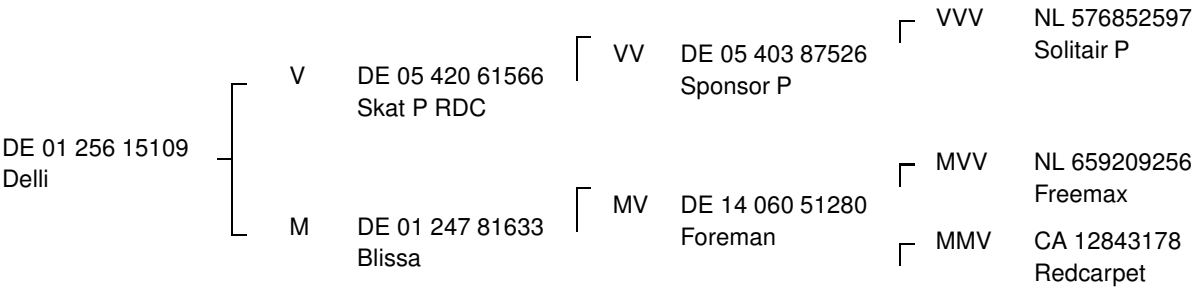 VVV NL 576852597
Solitair P
VV DE 05 403 87526
Sponsor P
V DE 05 420 61566
Skat P RDC
DE 01 256 15109
Delli
MVV NL 659209256
Freemax
MV DE 14 060 51280
Foreman
M DE 01 247 81633
Blissa
MMV CA 12843178
Redcarpet